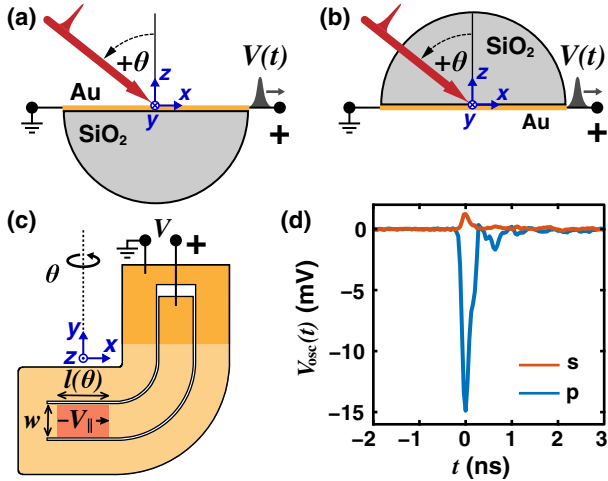 (a)
+θ
V(t)
z
Au
x
y
SiO₂
+
(b)
SiO₂
+θ
V(t)
z
x
y
Au
+
(c)
V
+
θ
y
z
x
l(θ)
w
V∥
(d)
0
−5
−10
−15
V_osc(t) (mV)
s
p
−2 −1 0 1 2 3
t (ns)